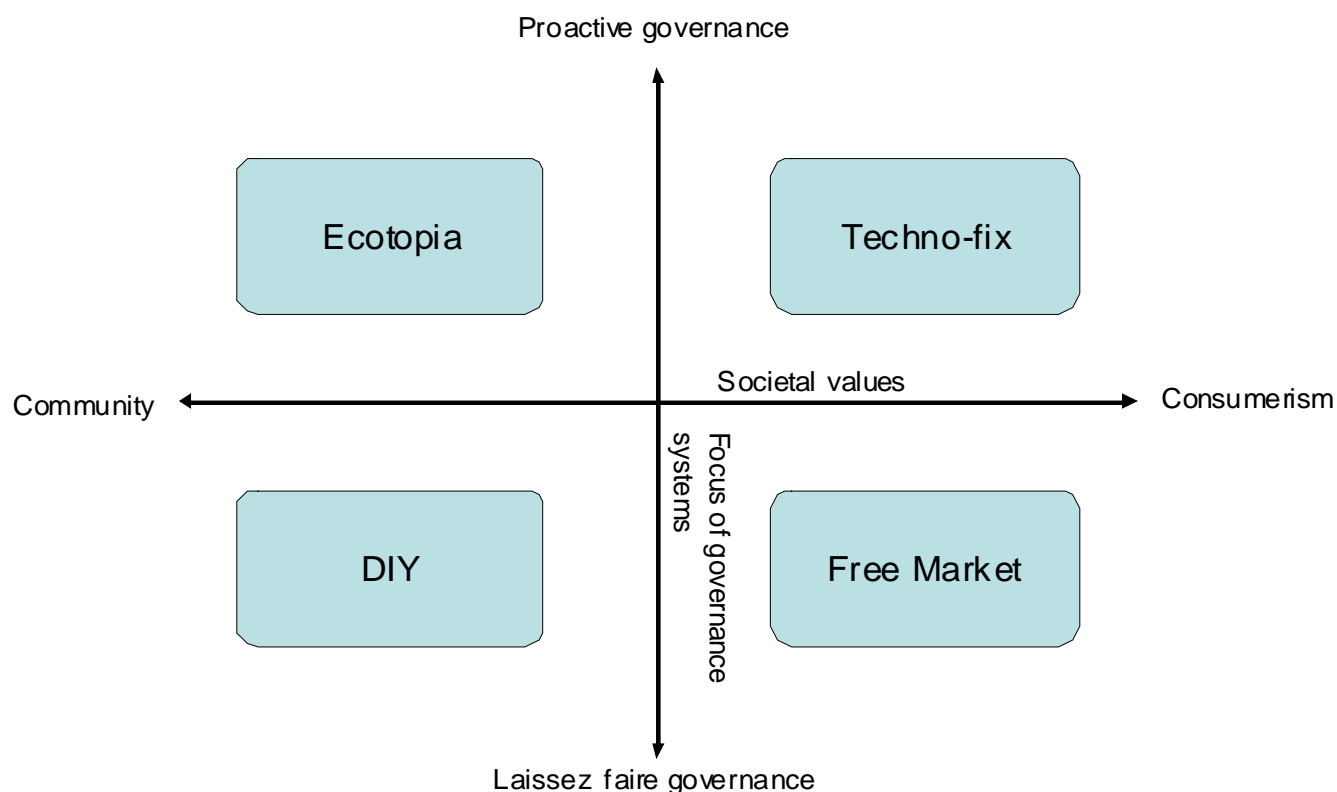 Proactive governance
Ecotopia
Techno-fix
Societal values
Community
Consumerism
Focus of governance
systems
DIY
Free Market
Laissez faire governance